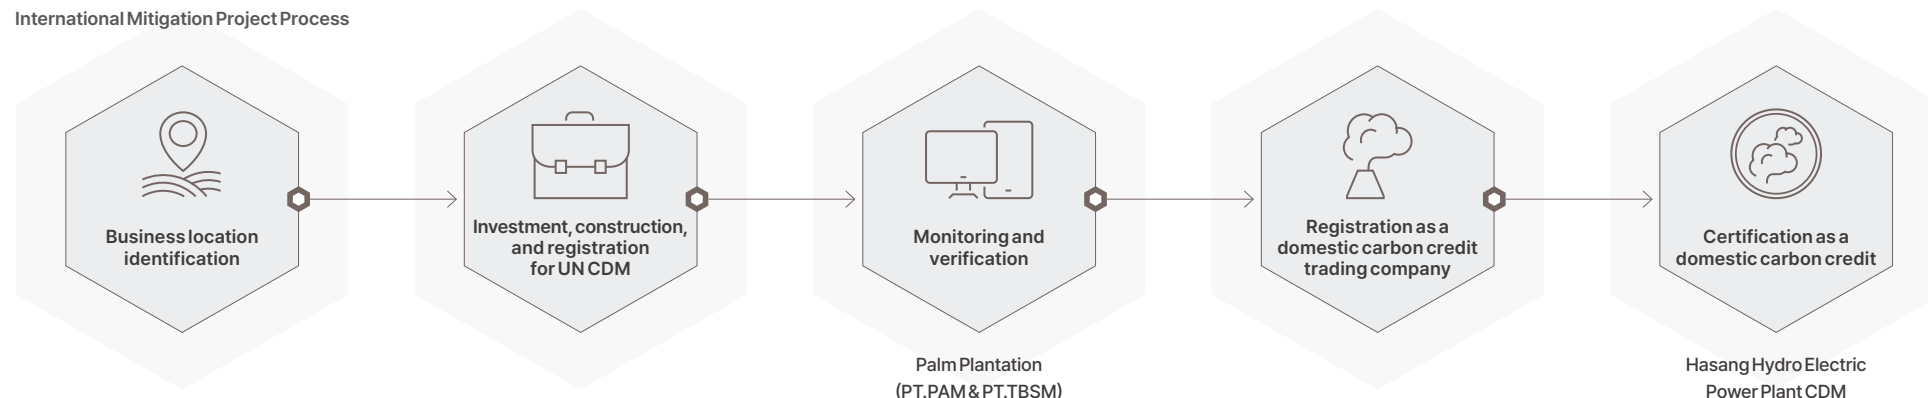 International Mitigation Project Process
Business location
identification
Investment, construction,
and registration
for UN CDM
Monitoring and
verification
Registration as a
domestic carbon credit
trading company
Certification as a
domestic carbon credit
Palm Plantation
(PT.PAM & PT.TBSM)
Hasang Hydro Electric
Power Plant CDM